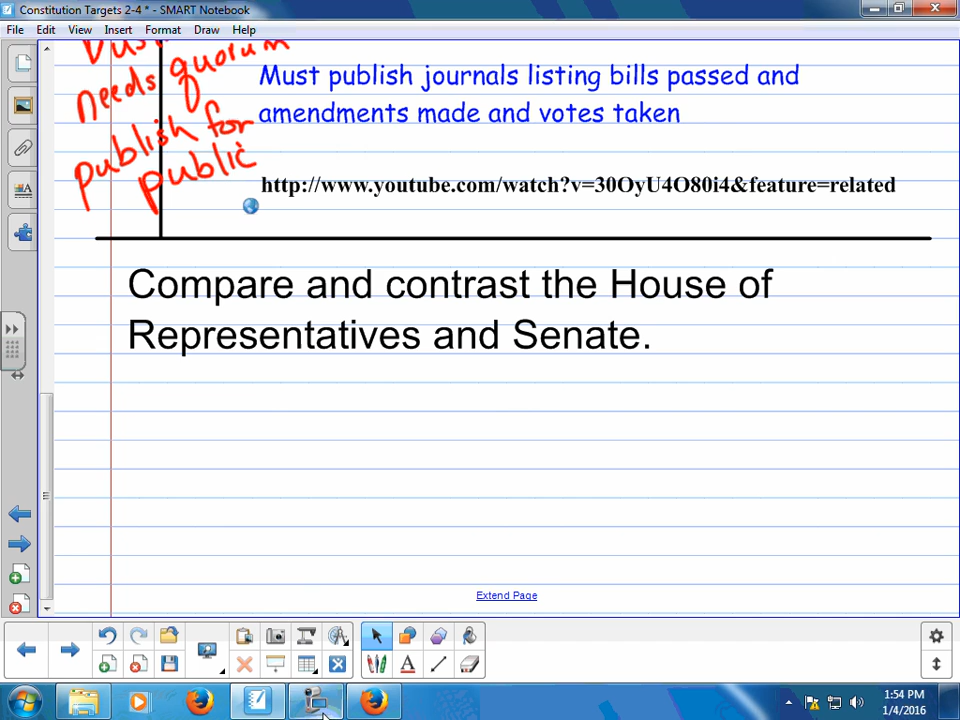 Constitution Targets 2-4 * - SMART Notebook
File Edit View Insert Format Draw Help
needs quorum
Must publish journals listing bills passed and
amendments made and votes taken
publish for
public
http://www.youtube.com/watch?v=30OyU4O80i4&feature=related
Compare and contrast the House of
Representatives and Senate.
Extend Page
1:54 PM
1/4/2016